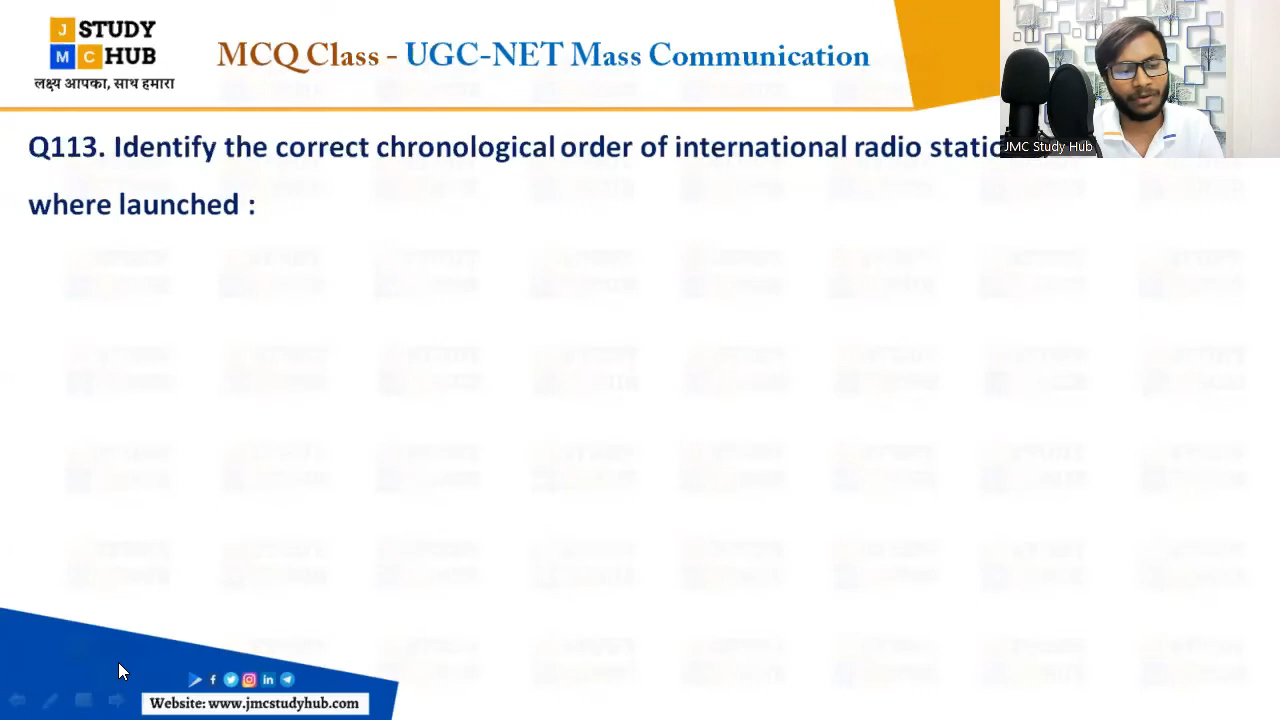 J STUDY
M C HUB
लक्ष्य आपका, साथ हमारा
MCQ Class - UGC-NET Mass Communication
Q113. Identify the correct chronological order of international radio
where launched :
JMC Study Hub
Website: www.jmcstudyhub.com